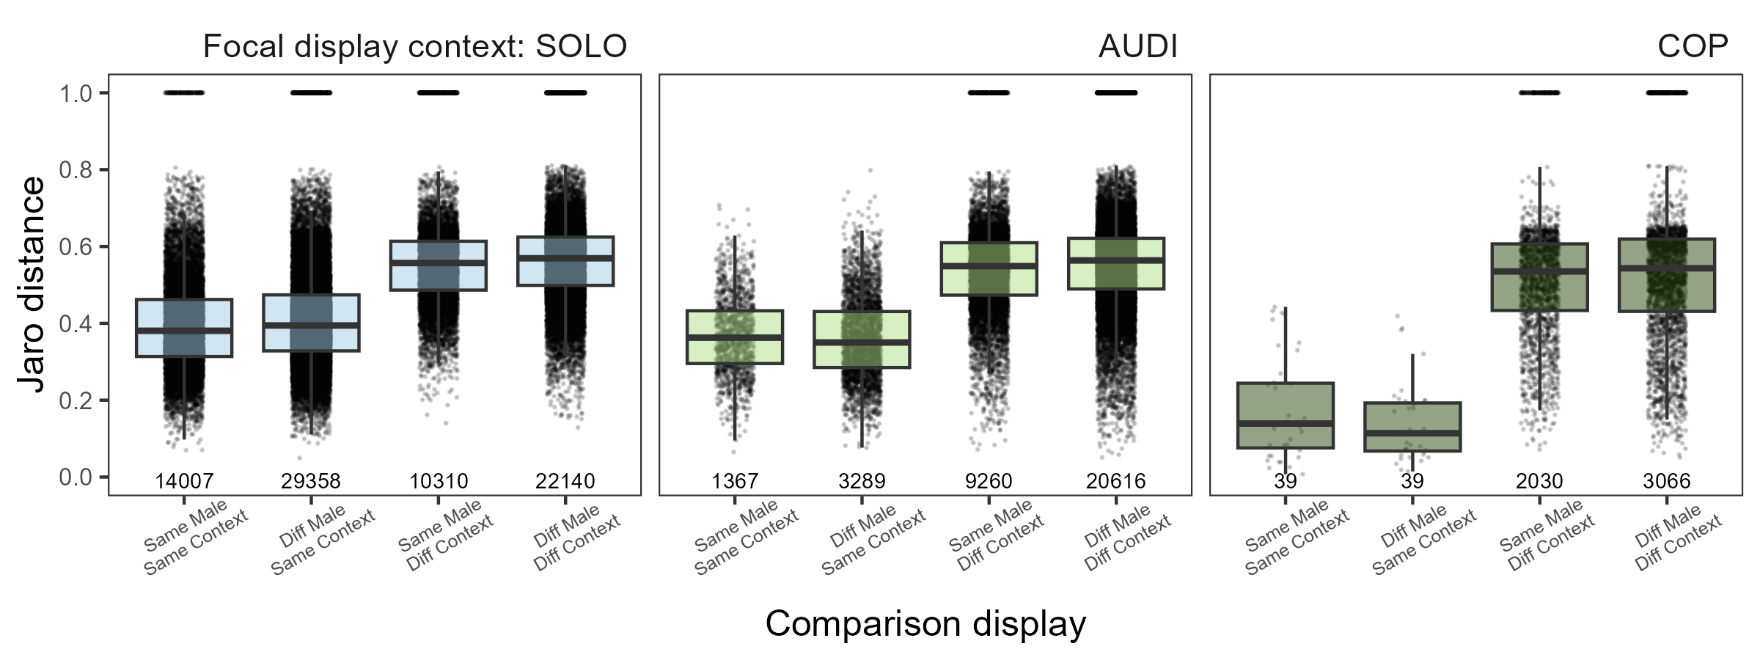 Focal display context: SOLO
AUDI
COP
Jaro distance
1.0
0.8
0.6
0.4
0.2
0.0
14007
29358
10310
22140
1367
3289
9260
20616
39
39
2030
3066
Same Male
Same Context
Diff Male
Same Context
Same Male
Diff Context
Diff Male
Diff Context
Same Male
Same Context
Diff Male
Same Context
Same Male
Diff Context
Diff Male
Diff Context
Same Male
Same Context
Diff Male
Same Context
Same Male
Diff Context
Diff Male
Diff Context
Comparison display